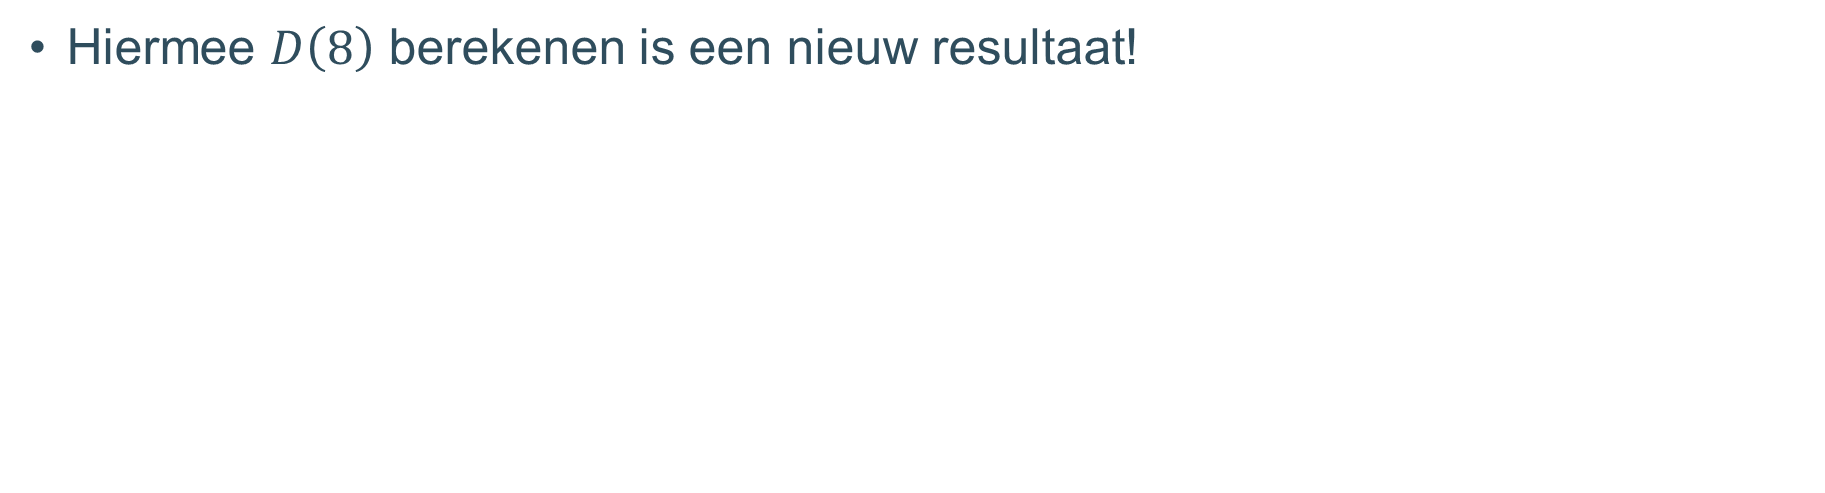 • Hiermee D(8) berekenen is een nieuw resultaat!